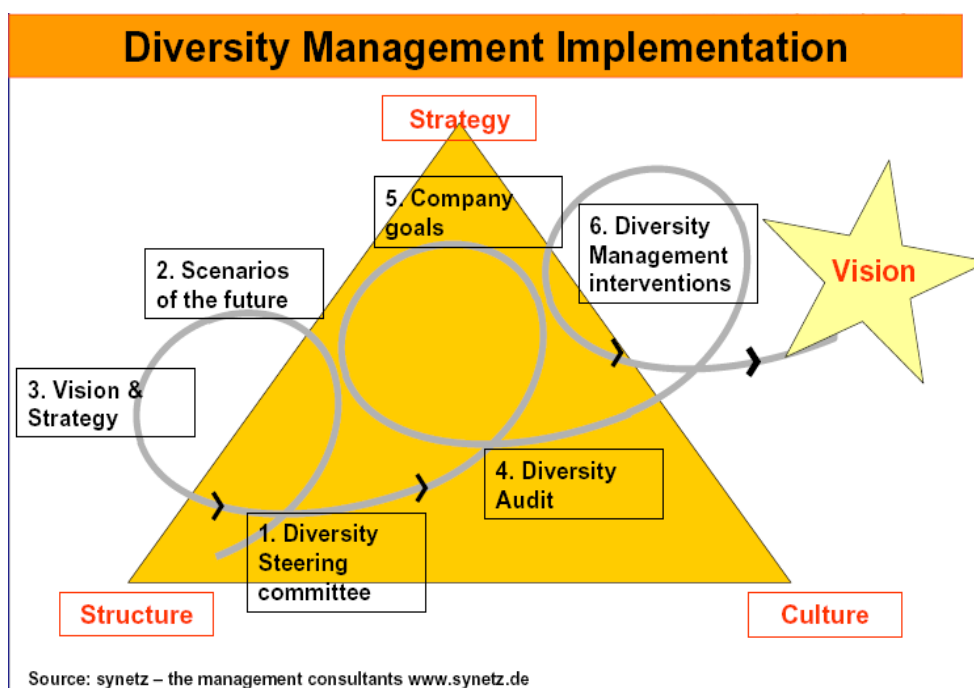 Diversity Management Implementation
Strategy
5. Company
goals
6. Diversity
Management
interventions
Vision
2. Scenarios
of the future
3. Vision &
Strategy
4. Diversity
Audit
1. Diversity
Steering
committee
Structure
Culture
Source: synetz – the management consultants www.synetz.de